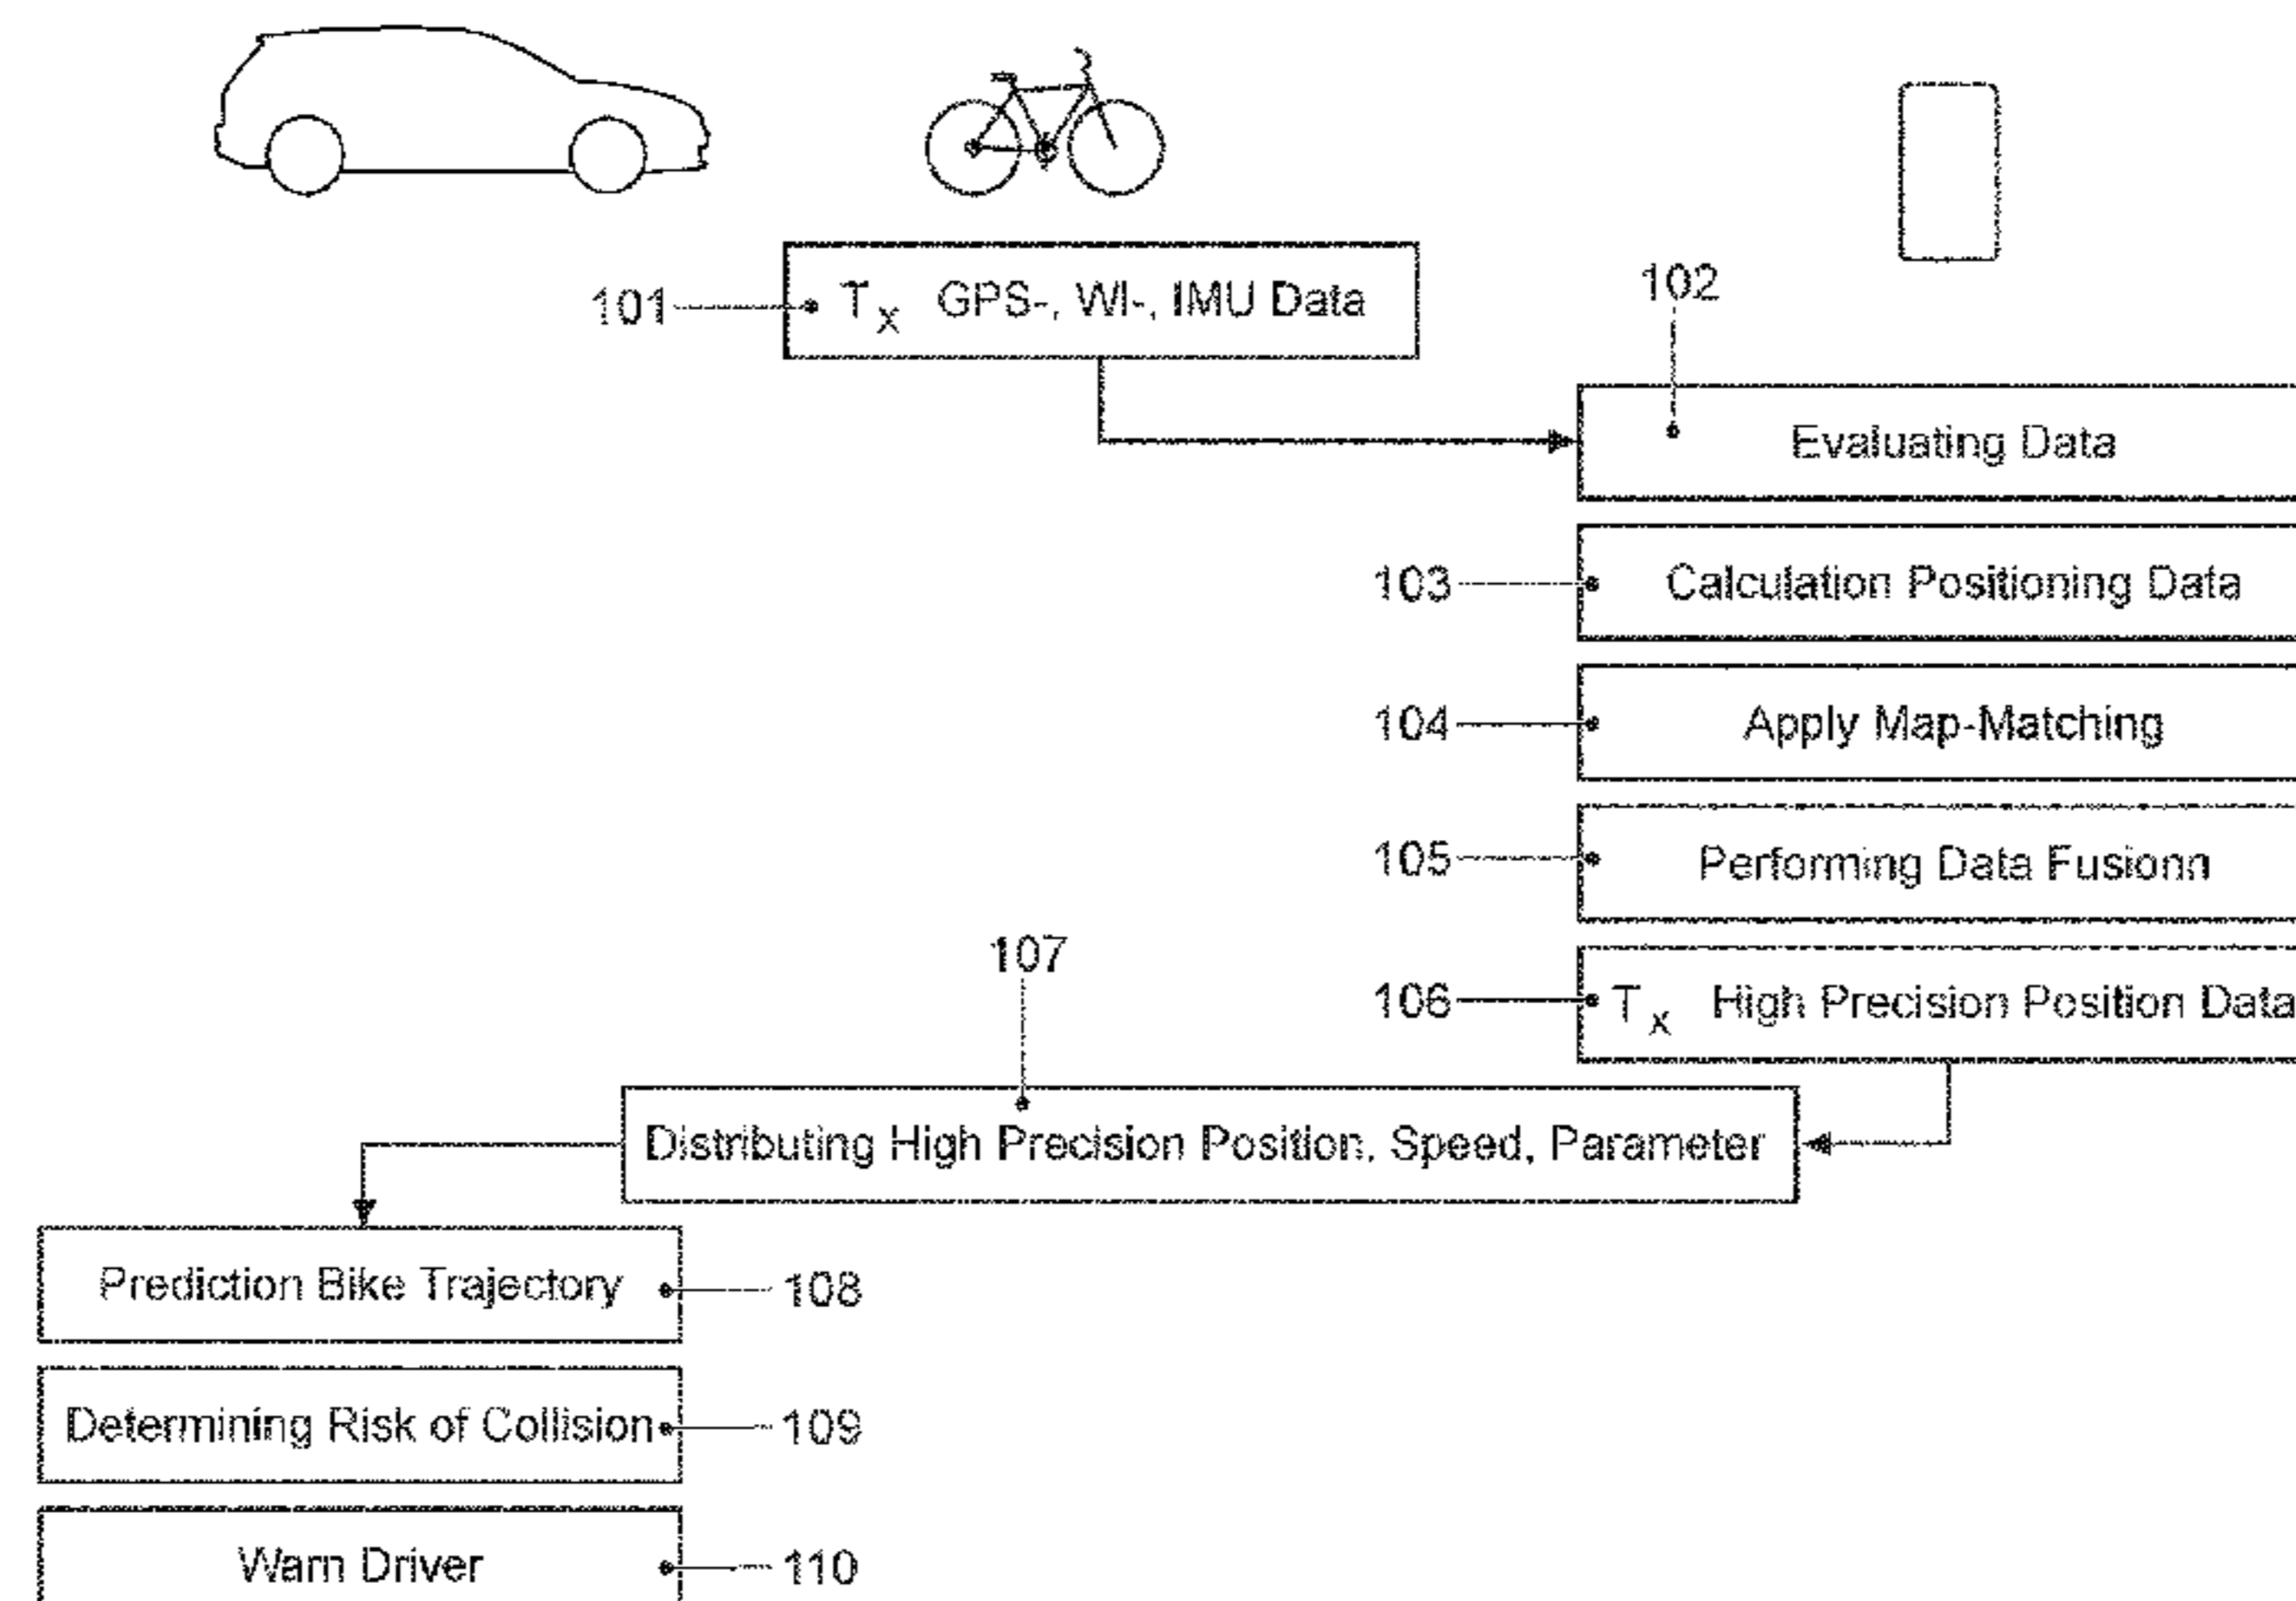 101 Tx GPS-, WI-, IMU Data
102
Evaluating Data
103 Calculation Positioning Data
104 Apply Map-Matching
105 Performing Data Fusionn
106 Tx High Precision Position Data
107
Distributing High Precision Position, Speed, Parameter
Prediction Bike Trajectory 108
Determining Risk of Collision 109
Warn Driver 110